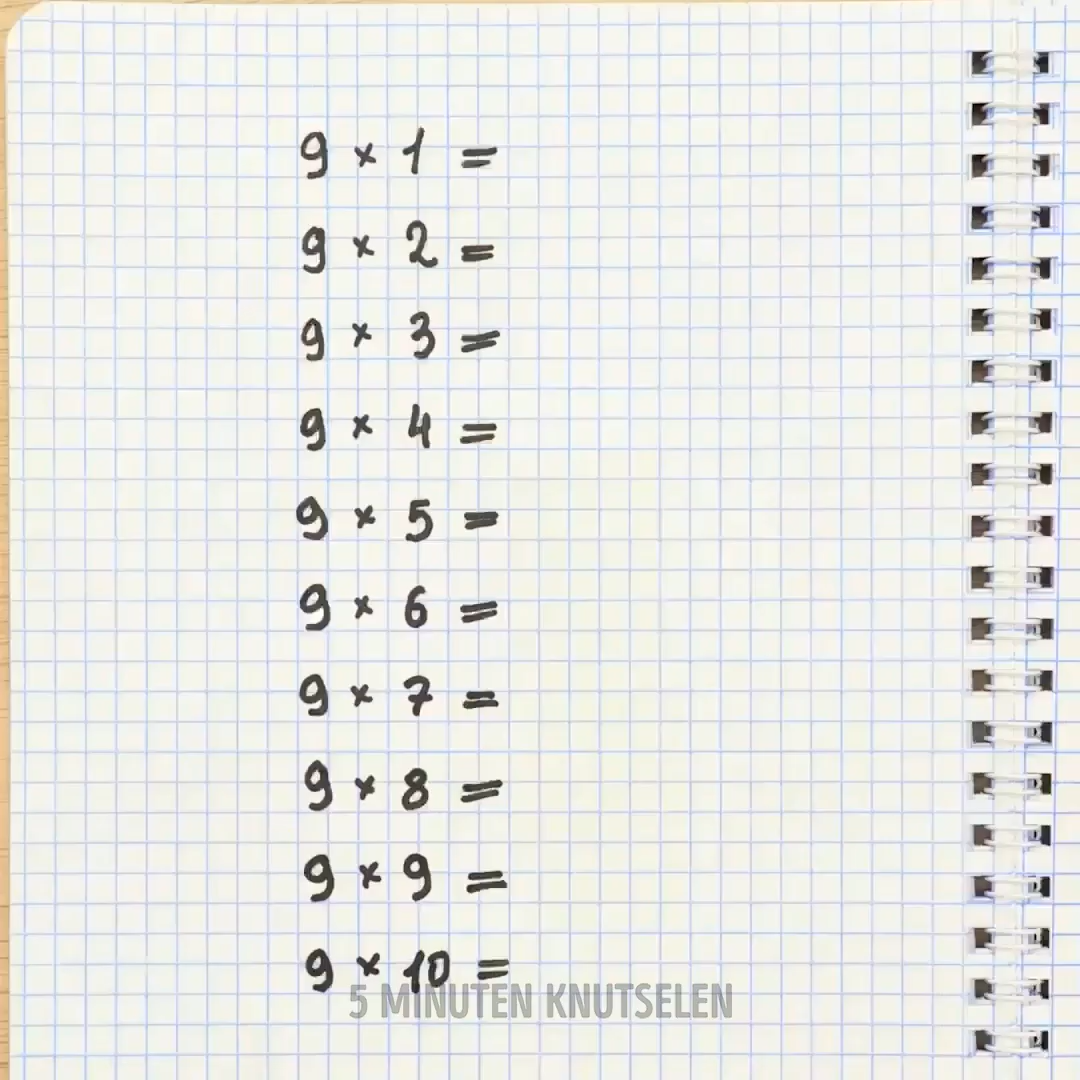 9 × 1 =
9 × 2 =
9 × 3 =
9 × 4 =
9 × 5 =
9 × 6 =
9 × 7 =
9 × 8 =
9 × 9 =
9 × 10 =
5 MINUTEN KNUTSELEN